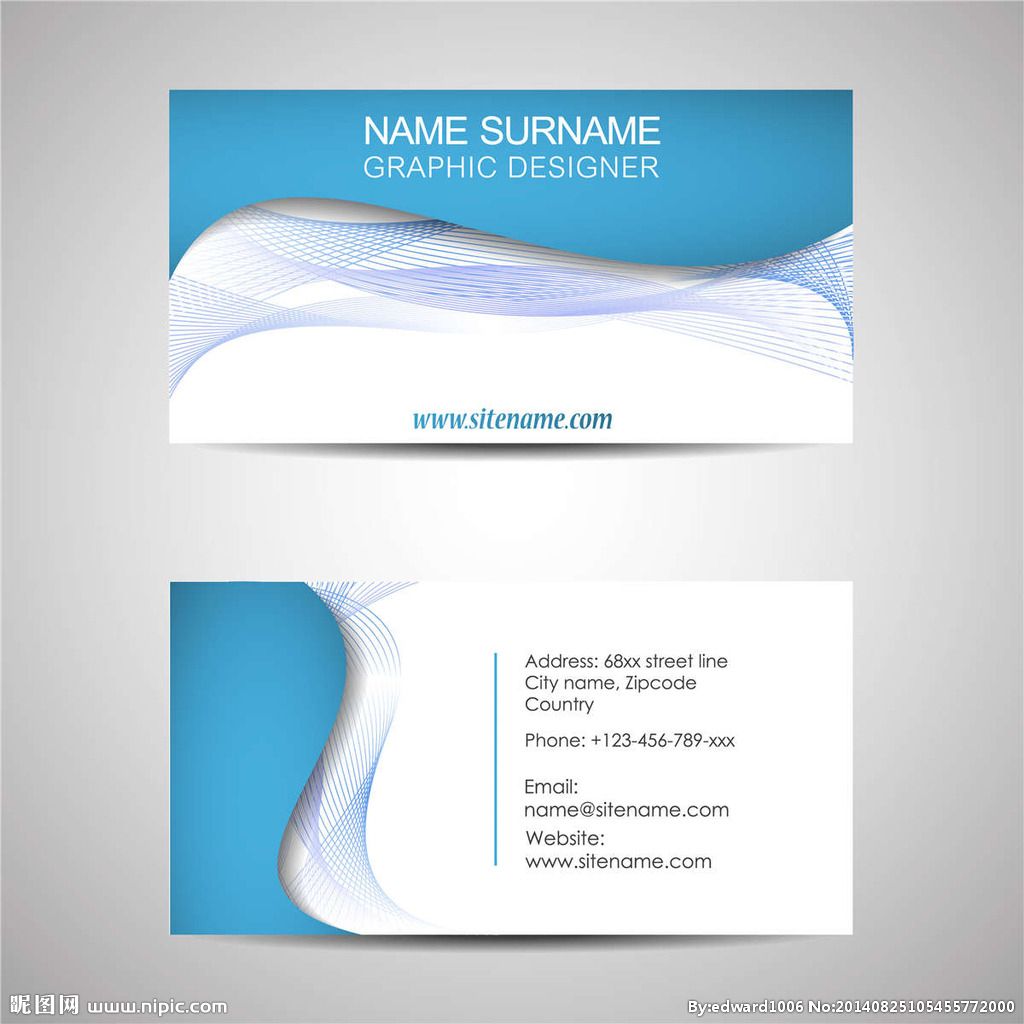 NAME SURNAME
GRAPHIC DESIGNER
www.sitename.com
Address: 68xx street line
City name, Zipcode
Country
Phone: +123-456-789-xxx
Email:
name@sitename.com
Website:
www.sitename.com
昵图网 www.nipic.com
By:edward1006 No:20140825105455772000